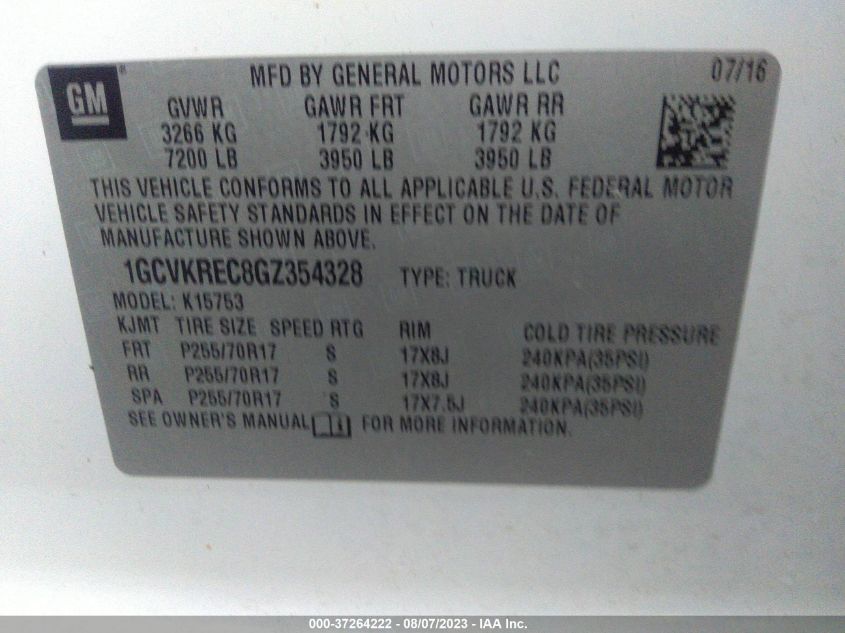 GM
MFD BY GENERAL MOTORS LLC 07/16
GVWR GAWR FRT GAWR RR
3266 KG 1792 KG 1792 KG
7200 LB 3950 LB 3950 LB
THIS VEHICLE CONFORMS TO ALL APPLICABLE U.S. FEDERAL MOTOR
VEHICLE SAFETY STANDARDS IN EFFECT ON THE DATE OF
MANUFACTURE SHOWN ABOVE.
1GCVKREC8GZ354328 TYPE: TRUCK
MODEL: K15753
KJMT TIRE SIZE SPEED RTG RIM COLD TIRE PRESSURE
FRT P255/70R17 S 17X8J 240KPA(35PSI)
RR P255/70R17 S 17X8J 240KPA(35PSI)
SPA P255/70R17 S 17X7.5J 240KPA(35PSI)
SEE OWNER'S MANUAL FOR MORE INFORMATION.
000-37264222 - 08/07/2023 - IAA Inc.